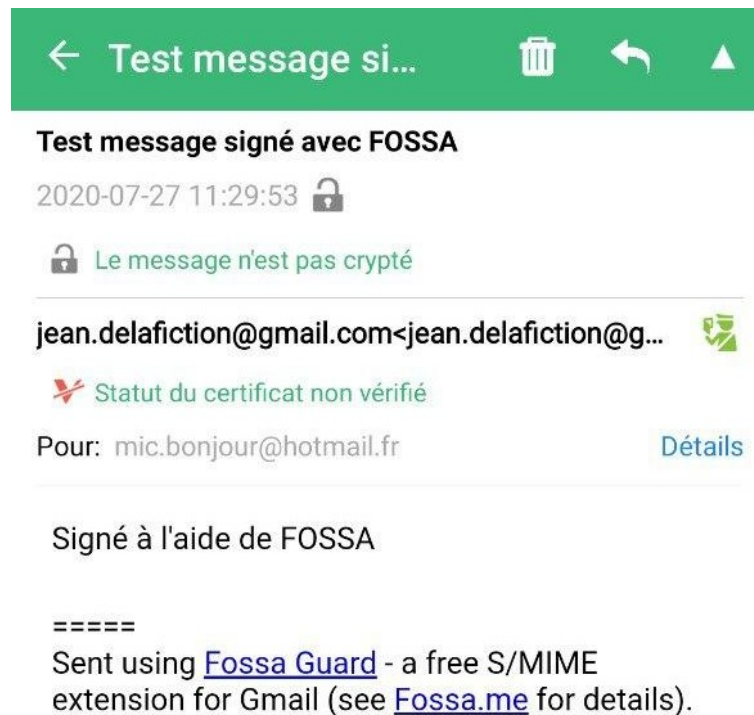 Test message si...
Test message signé avec FOSSA
2020-07-27 11:29:53
Le message n'est pas crypté
jean.delafiction@gmail.com<jean.delafiction@g...
Statut du certificat non vérifié
Pour: mic.bonjour@hotmail.fr Détails
Signé à l'aide de FOSSA
=====
Sent using Fossa Guard - a free S/MIME
extension for Gmail (see Fossa.me for details).